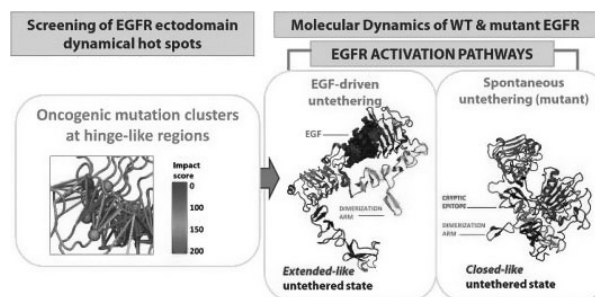 Screening of EGFR ectodomain
dynamical hot spots
Molecular Dynamics of WT & mutant EGFR
EGFR ACTIVATION PATHWAYS
Oncogenic mutation clusters
at hinge-like regions
Impact
score
0
100
150
200
EGF-driven
untethering
EGF
DIMERIZATION
ARM
Extended-like
untethered state
Spontaneous
untethering (mutant)
CRYPTIC
EPITOPE
DIMERIZATION
ARM
Closed-like
untethered state